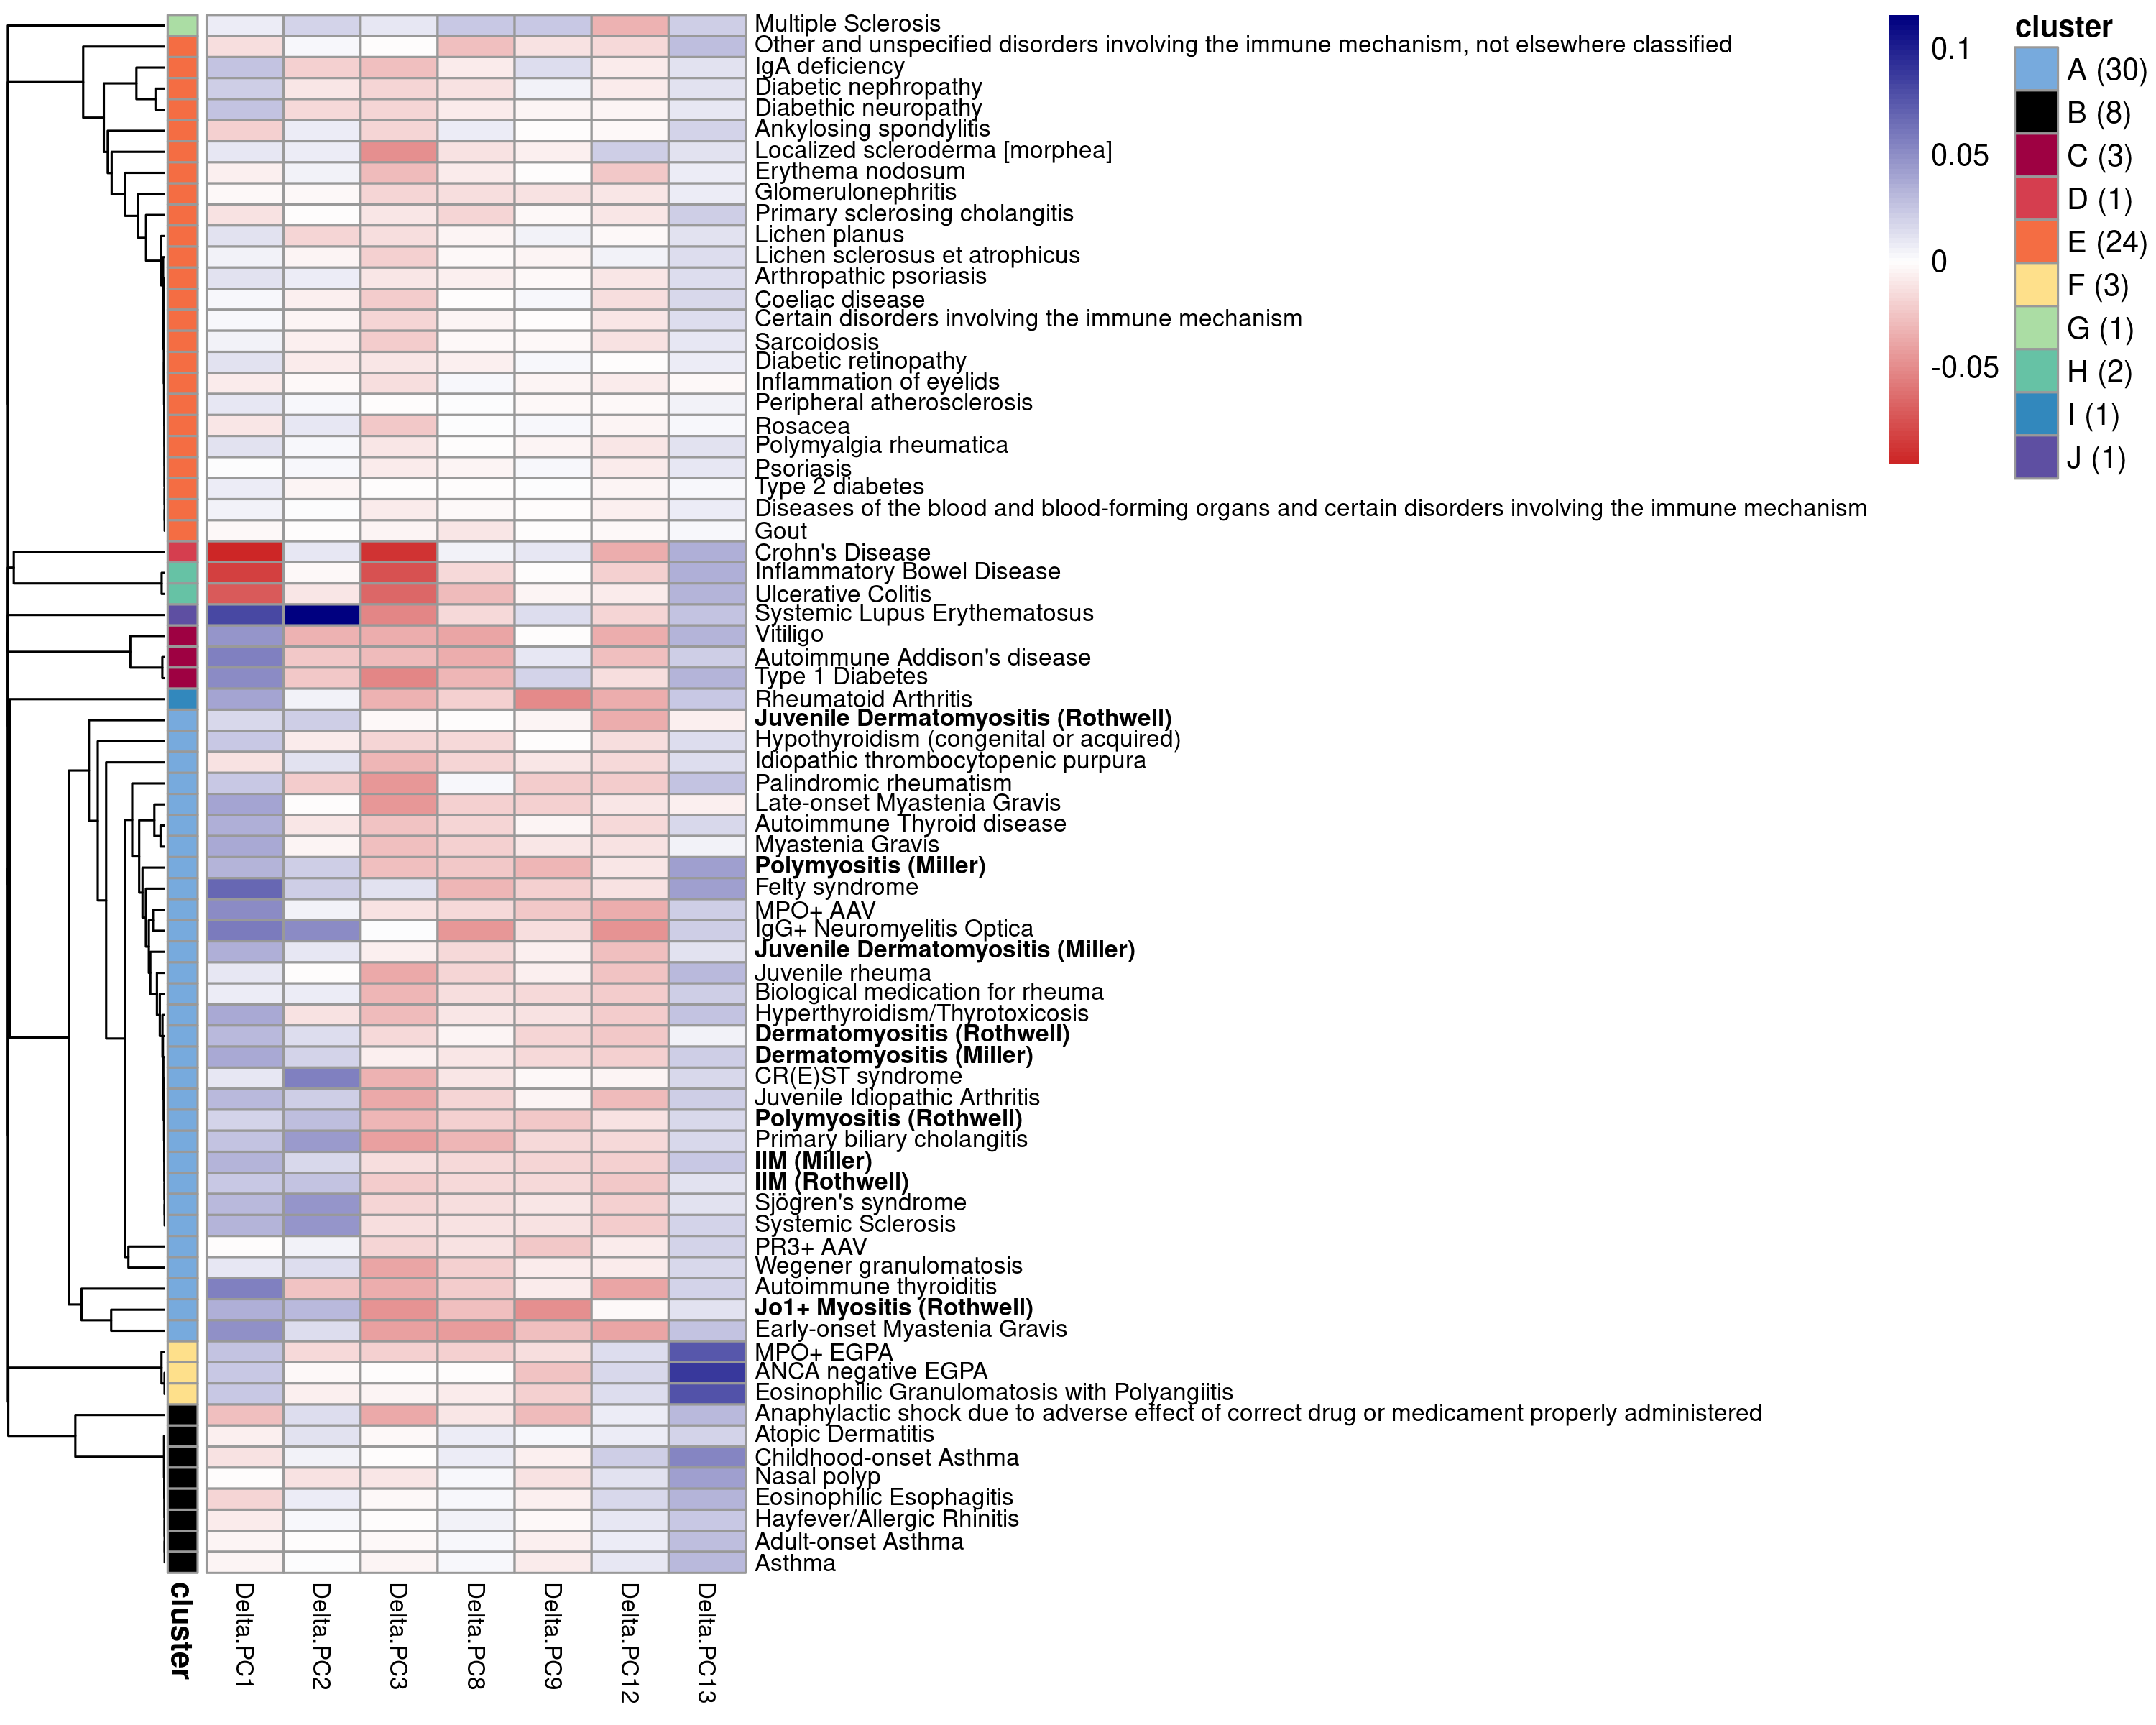 Multiple Sclerosis
Other and unspecified disorders involving the immune mechanism, not elsewhere classified
IgA deficiency
Diabetic nephropathy
Diabethic neuropathy
Ankylosing spondylitis
Localized scleroderma [morphea]
Erythema nodosum
Glomerulonephritis
Primary sclerosing cholangitis
Lichen planus
Lichen sclerosus et atrophicus
Arthropathic psoriasis
Coeliac disease
Certain disorders involving the immune mechanism
Sarcoidosis
Diabetic retinopathy
Inflammation of eyelids
Peripheral atherosclerosis
Rosacea
Polymyalgia rheumatica
Psoriasis
Type 2 diabetes
Diseases of the blood and blood-forming organs and certain disorders involving the immune mechanism
Gout
Crohn's Disease
Inflammatory Bowel Disease
Ulcerative Colitis
Systemic Lupus Erythematosus
Vitiligo
Autoimmune Addison's disease
Type 1 Diabetes
Rheumatoid Arthritis
Juvenile Dermatomyositis (Rothwell)
Hypothyroidism (congenital or acquired)
Idiopathic thrombocytopenic purpura
Palindromic rheumatism
Late-onset Myastenia Gravis
Autoimmune Thyroid disease
Myastenia Gravis
Polymyositis (Miller)
Felty syndrome
MPO+ AAV
IgG+ Neuromyelitis Optica
Juvenile Dermatomyositis (Miller)
Juvenile rheuma
Biological medication for rheuma
Hyperthyroidism/Thyrotoxicosis
Dermatomyositis (Rothwell)
Dermatomyositis (Miller)
CR(E)ST syndrome
Juvenile Idiopathic Arthritis
Polymyositis (Rothwell)
Primary biliary cholangitis
IIM (Miller)
IIM (Rothwell)
Sjögren's syndrome
Systemic Sclerosis
PR3+ AAV
Wegener granulomatosis
Autoimmune thyroiditis
Jo1+ Myositis (Rothwell)
Early-onset Myastenia Gravis
MPO+ EGPA
ANCA negative EGPA
Eosinophilic Granulomatosis with Polyangiitis
Anaphylactic shock due to adverse effect of correct drug or medicament properly administered
Atopic Dermatitis
Childhood-onset Asthma
Nasal polyp
Eosinophilic Esophagitis
Hayfever/Allergic Rhinitis
Adult-onset Asthma
Asthma
cluster
Delta.PC1
Delta.PC2
Delta.PC3
Delta.PC8
Delta.PC9
Delta.PC12
Delta.PC13
0.1
0.05
0
-0.05
cluster
A (30)
B (8)
C (3)
D (1)
E (24)
F (3)
G (1)
H (2)
I (1)
J (1)